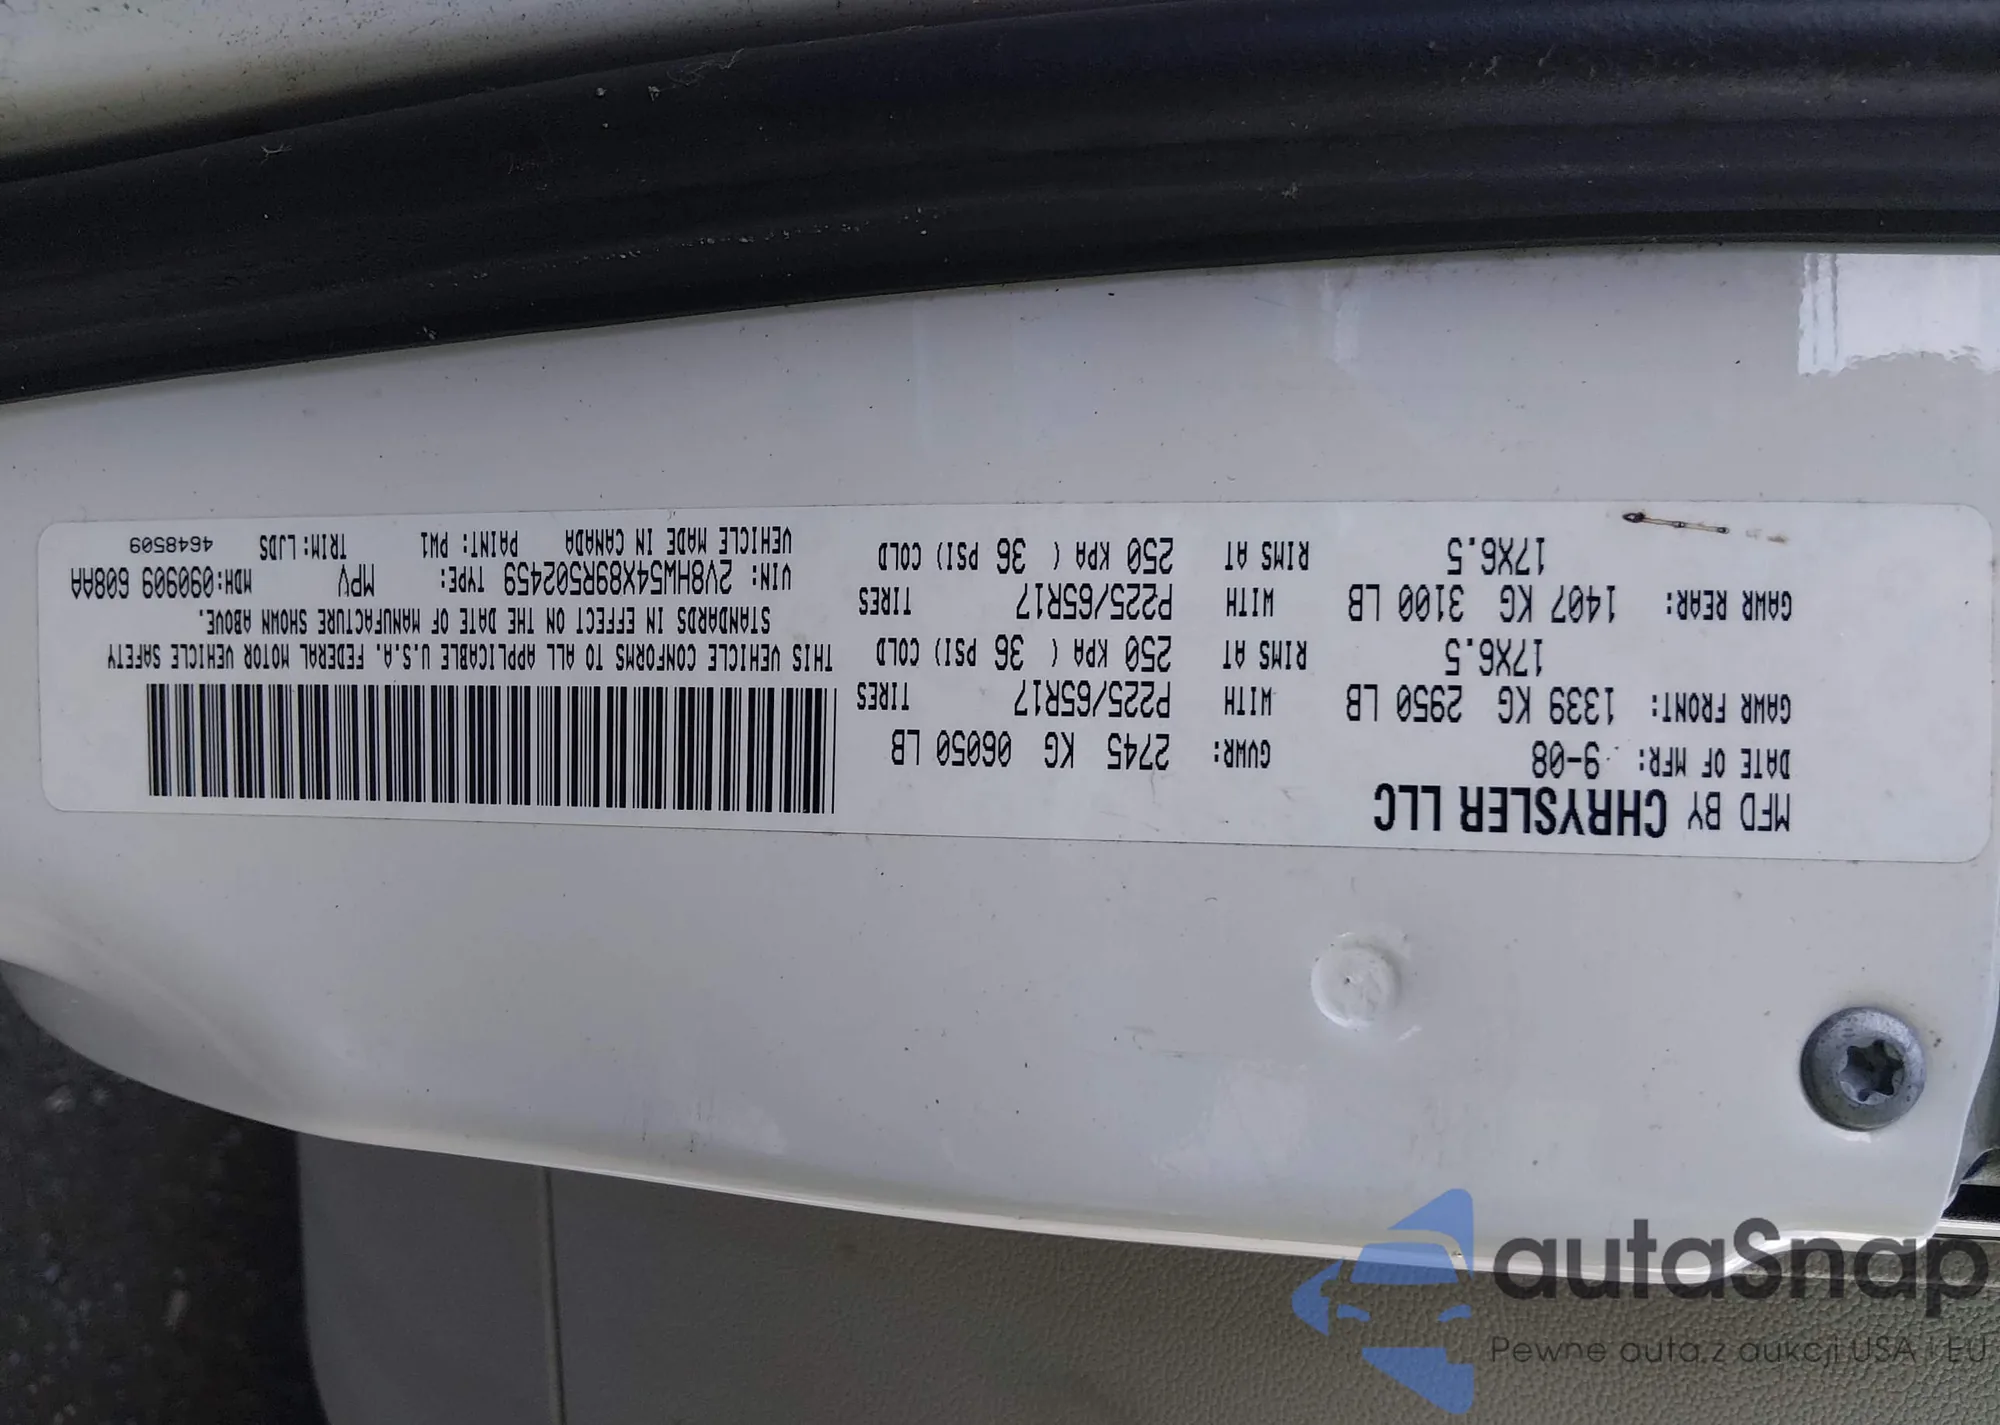 MFD BY CHRYSLER LLC
DATE OF MFR: 9-08 GVWR: 2745 KG 06050 LB
GAWR FRONT: 1339 KG 2950 LB WITH P225/65R17 TIRES
17X6.5 RIMS AT 250 KPA ( 36 PSI) COLD
GAWR REAR: 1407 KG 3100 LB WITH P225/65R17 TIRES
17X6.5 RIMS AT 250 KPA ( 36 PSI) COLD
THIS VEHICLE CONFORMS TO ALL APPLICABLE U.S.A. FEDERAL MOTOR VEHICLE SAFETY
STANDARDS IN EFFECT ON THE DATE OF MANUFACTURE SHOWN ABOVE.
VIN: 2V8HW54X89R502459 TYPE: MPV MDH: 090909 608AA
VEHICLE MADE IN CANADA PAINT: PW1 TRIM: LJDS 4648509
autaSnap
Pewne auta z aukcji USA i EU